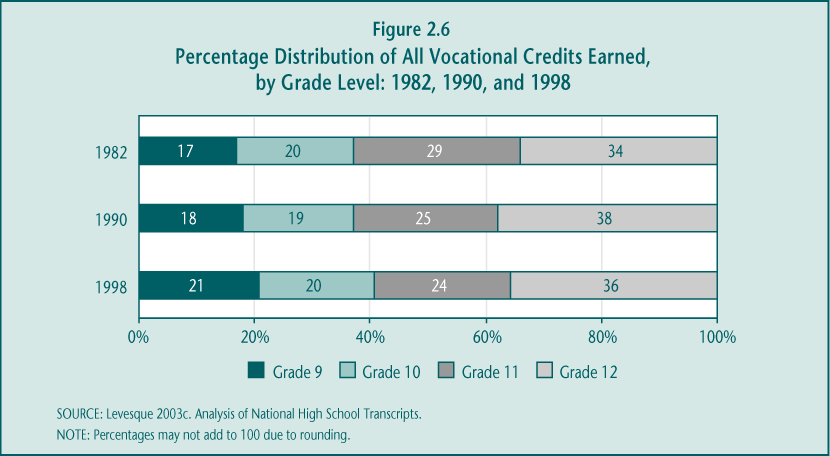 Figure 2.6
Percentage Distribution of All Vocational Credits Earned,
by Grade Level: 1982, 1990, and 1998
1982 17 20 29 34
1990 18 19 25 38
1998 21 20 24 36
0% 20% 40% 60% 80% 100%
Grade 9 Grade 10 Grade 11 Grade 12
SOURCE: Levesque 2003c. Analysis of National High School Transcripts.
NOTE: Percentages may not add to 100 due to rounding.